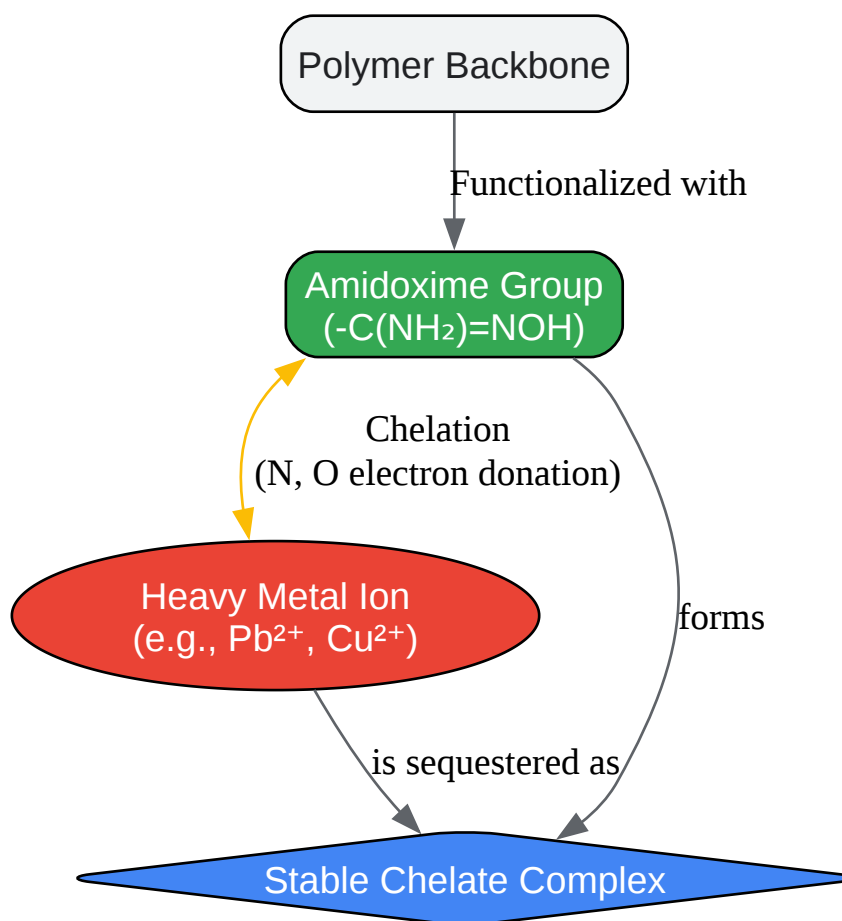 Polymer Backbone
Functionalized with
Amidoxime Group
(-C(NH₂)=NOH)
Chelation
(N, O electron donation)
Heavy Metal Ion
(e.g., Pb²⁺, Cu²⁺)
forms
is sequestered as
Stable Chelate Complex